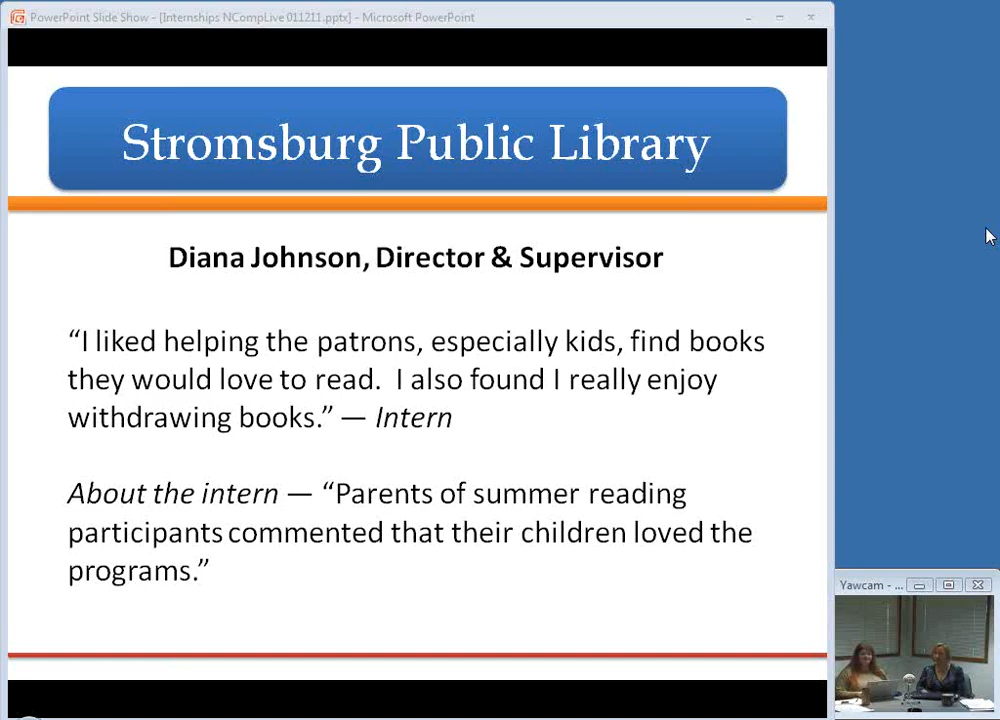 PowerPoint Slide Show - [Internships NCompLive 011211.pptx] - Microsoft PowerPoint
Stromsburg Public Library
Diana Johnson, Director & Supervisor
“I liked helping the patrons, especially kids, find books
they would love to read.  I also found I really enjoy
withdrawing books.” — Intern
About the intern — “Parents of summer reading
participants commented that their children loved the
programs.”
Yawcam - ...